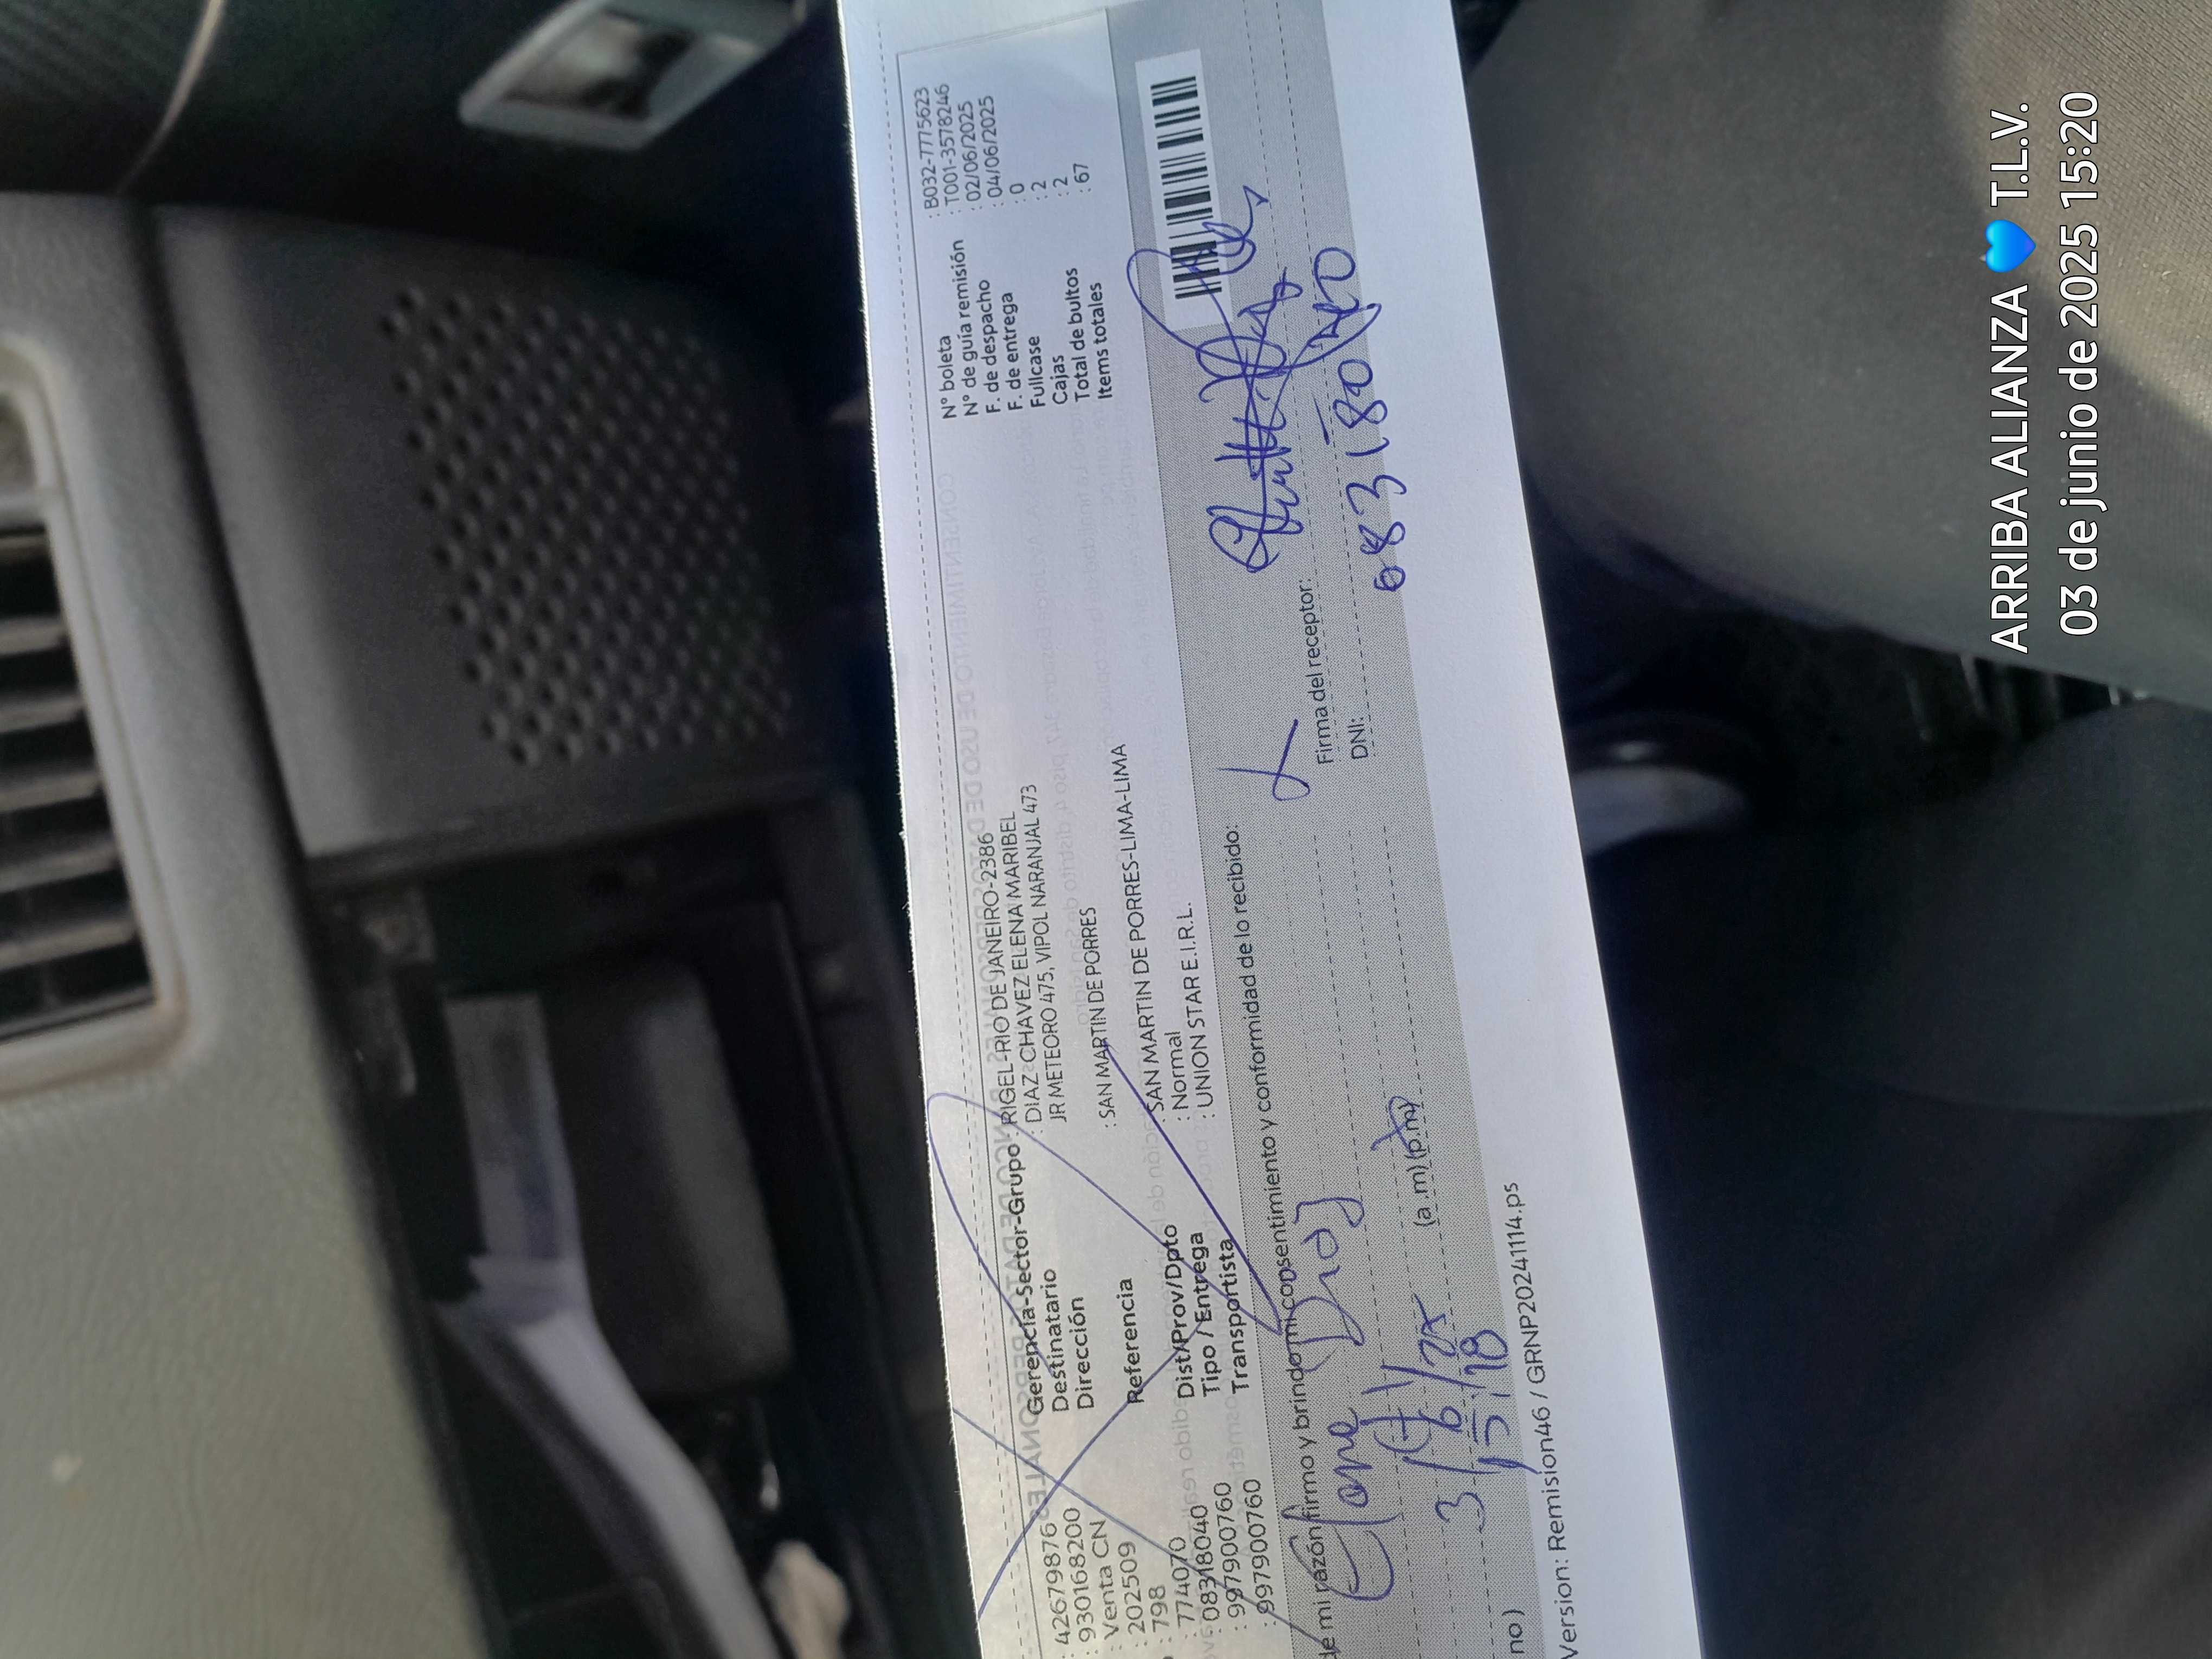 : 42679876
: 930168200
: Venta CN
: 202509
: 798
: 774070
: 08318040
: 997900760
: 997900760
Gerencia-Sector-Grupo : RIGEL -RIO DE JANEIRO-2386
Destinatario : DIAZ CHAVEZ ELENA MARIBEL
Dirección JR METEORO 475, VIPOL NARANJAL 473
Referencia : SAN MARTIN DE PORRES
Dist/Prov/Dpto SAN MARTIN DE PORRES-LIMA-LIMA
Tipo / Entrega : Normal
Transportista : UNION STAR E.I.R.L.
N° boleta : B032-7775623
N° de guía remisión : T001-3578246
F. de despacho : 02/06/2025
F. de entrega : 04/06/2025
Fullcase : 0
Cajas : 2
Total de bultos : 2
Items totales : 67
de mi razón firmo y brindo mi consentimiento y conformidad de lo recibido:
Elena Diaz
3/6/25
15:18 (a.m) (p.m)
no)
Firma del receptor:
DNI: 08318040
Version: Remision46 / GRNP20241114.ps
ARRIBA ALIANZA 💙 T.L.V.
03 de junio de 2025 15:20